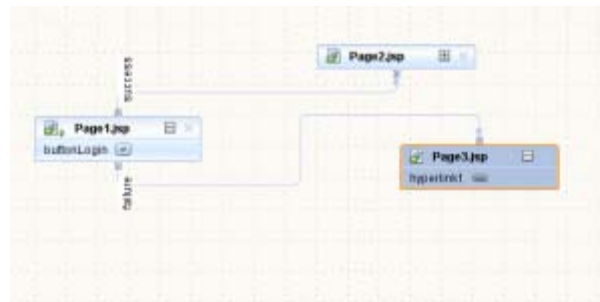 success
Page2.jsp
Page1.jsp
buttonLogin
failure
Page3.jsp
hyperlink1